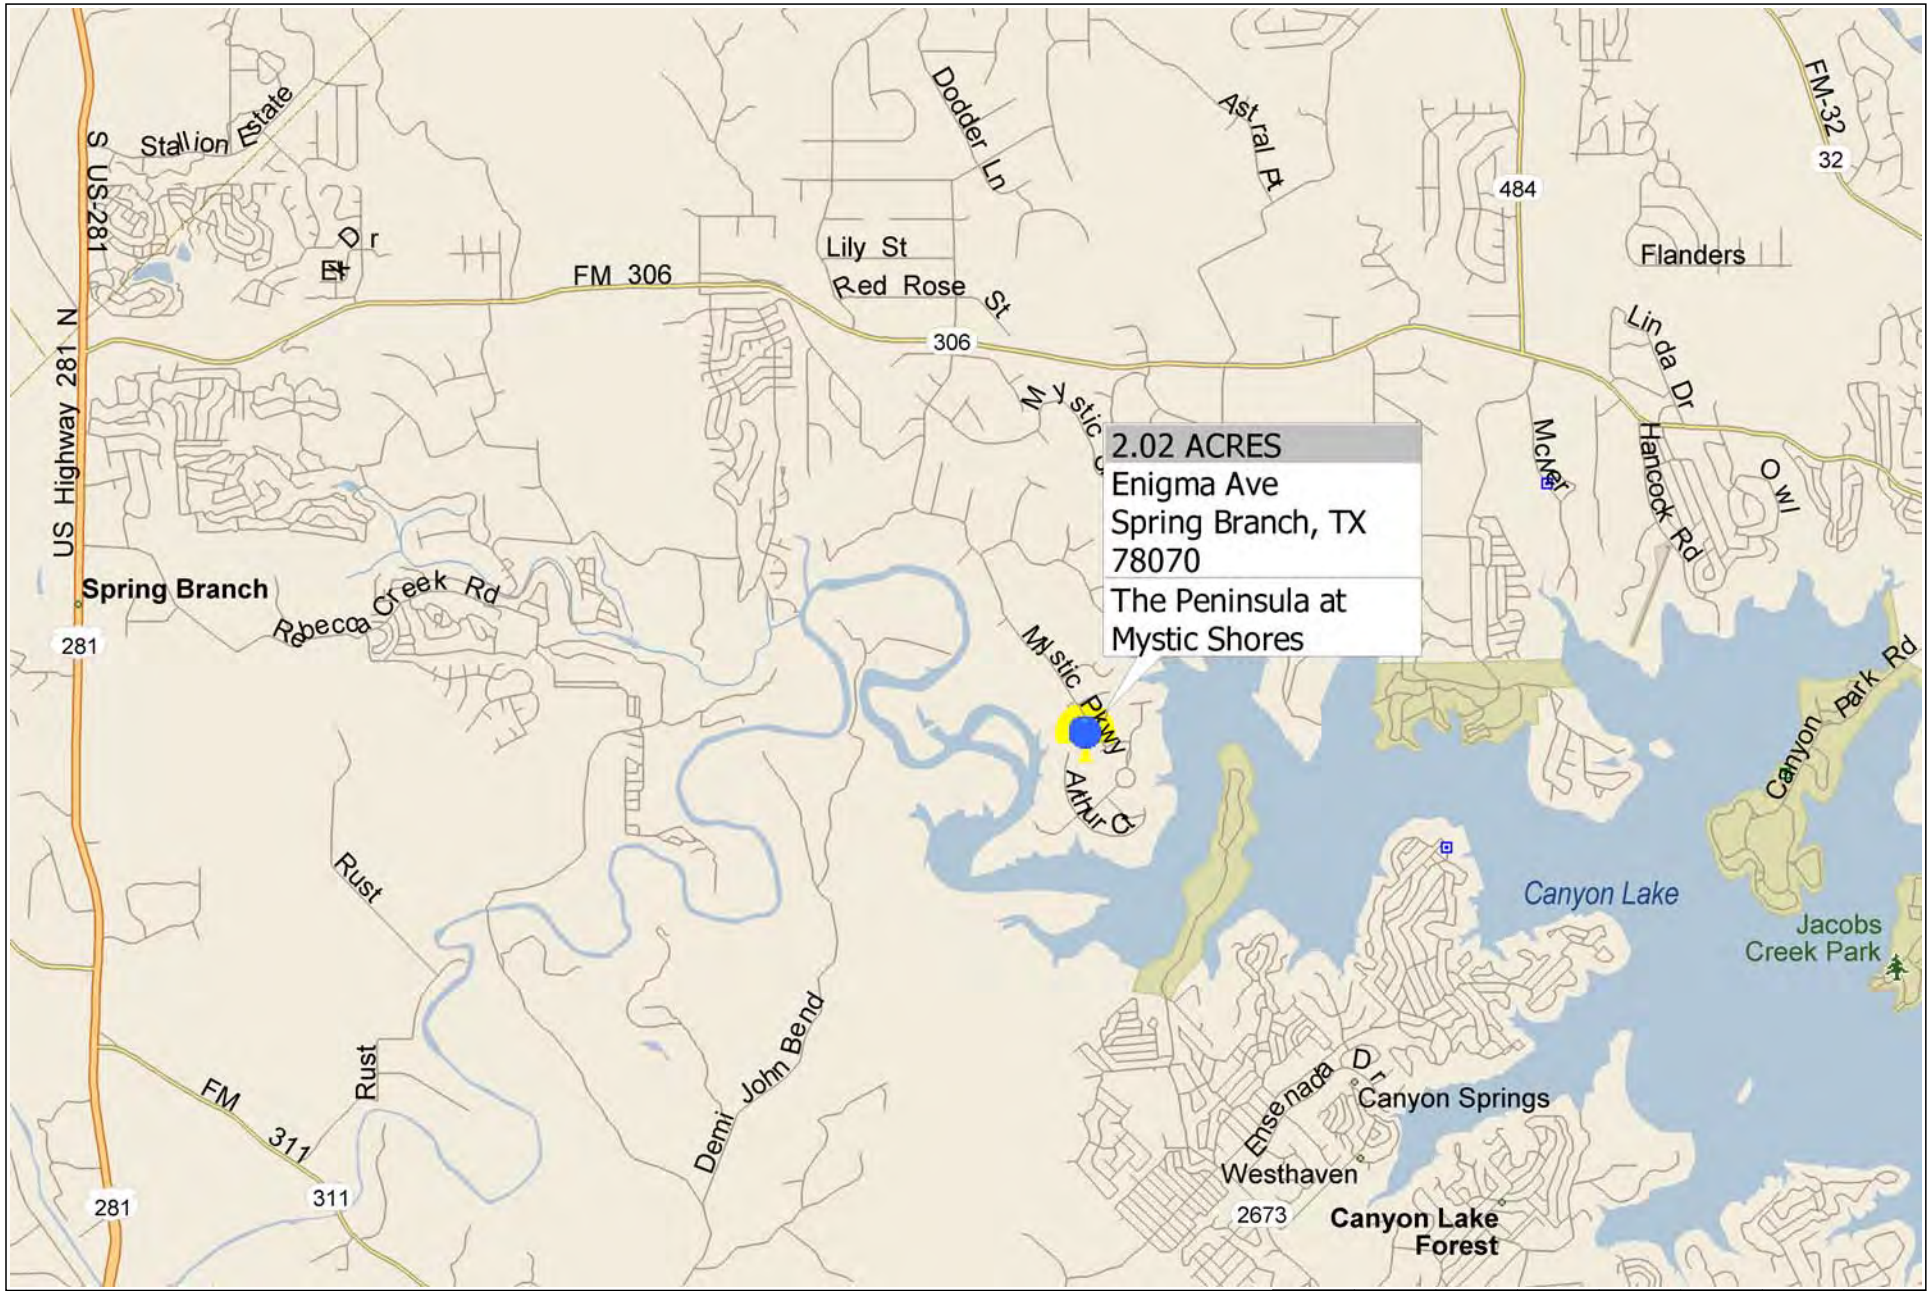 Stallion Estate
S US-281
Dr
FM 306
Lily St
Red Rose St
Dodder Ln
Astral Pt
484
FM-32
32
Flanders
306
Linda Dr
US Highway 281 N
Mystic
2.02 ACRES
Enigma Ave
Spring Branch, TX
78070
The Peninsula at
Mystic Shores
McIver
Hancock Rd
Owl
Spring Branch
281
Rebecca Creek Rd
Mystic Pkwy
Arthur Ct
Canyon Park Rd
Canyon Lake
Jacobs
Creek Park
Rust
Rust
Demi John Bend
FM 311
311
281
Ensenada Dr
Canyon Springs
Westhaven
2673
Canyon Lake
Forest